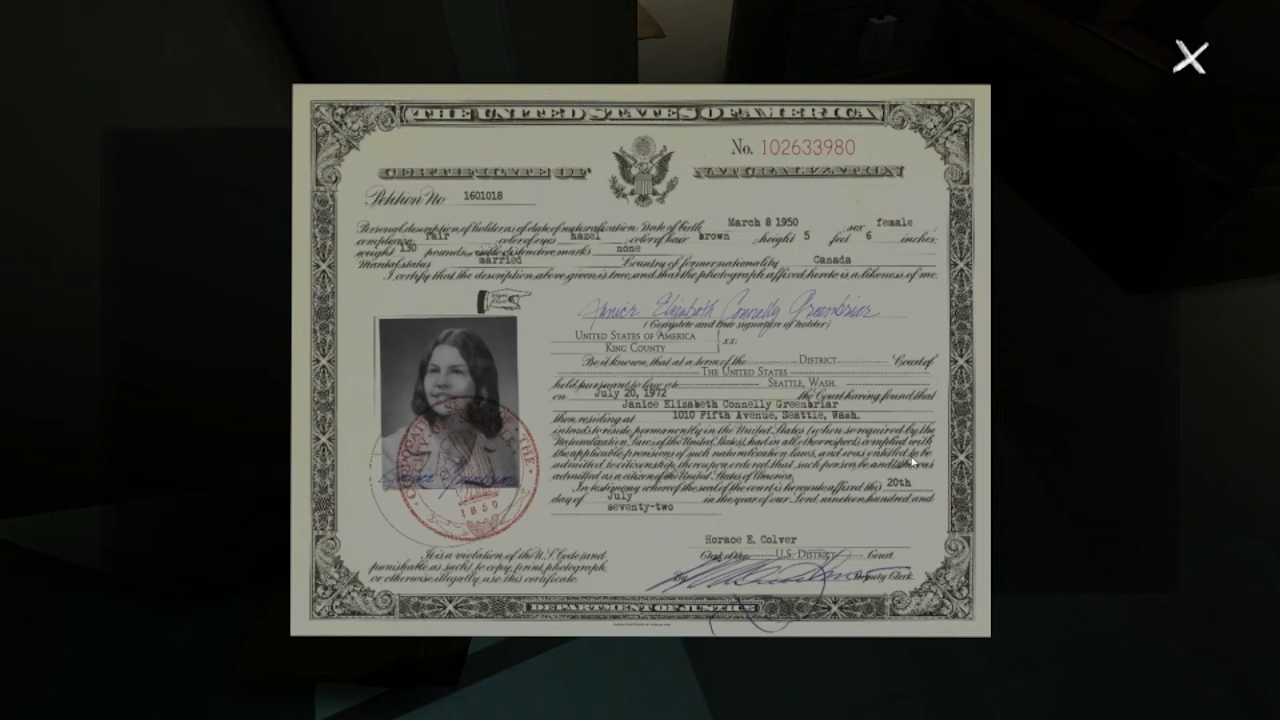 THE UNITED STATES OF AMERICA
No. 102633980
CERTIFICATE OF NATURALIZATION
Petition No 1601018
Personal description of holder as of date of naturalization: Date of birth March 8 1950 sex female
complexion Fair color of eyes hazel color of hair brown height 5 feet 6 inches;
weight 130 pounds; visible distinctive marks none
Marital status married Country of former nationality Canada
I certify that the description above given is true, and that the photograph affixed hereto is a likeness of me.
Janice Elizabeth Connelly Greenbriar
(Complete and true signature of holder)
UNITED STATES OF AMERICA
KING COUNTY
ss:
Be it known, that at a term of the DISTRICT Court of
THE UNITED STATES
held pursuant to law at SEATTLE, WASH.
on July 20, 1972 the Court having found that
Janice Elizabeth Connelly Greenbriar
then residing at 1010 Fifth Avenue, Seattle, Wash.
intends to reside permanently in the United States (when so required by the
Naturalization Laws of the United States), had in all other respects complied with
the applicable provisions of such naturalization laws, and was entitled to be
admitted to citizenship, thereupon ordered that such person be and (s)he was
admitted as a citizen of the United States of America.
In testimony whereof the seal of the court is hereunto affixed this 20th
day of July in the year of our Lord nineteen hundred and
seventy-two
1869
It is a violation of the U.S. Code (and
punishable as such) to copy, print, photograph,
or otherwise illegally use this certificate.
Horace E. Colver
Clerk of the U.S. DISTRICT Court
By Deputy Clerk.
DEPARTMENT OF JUSTICE